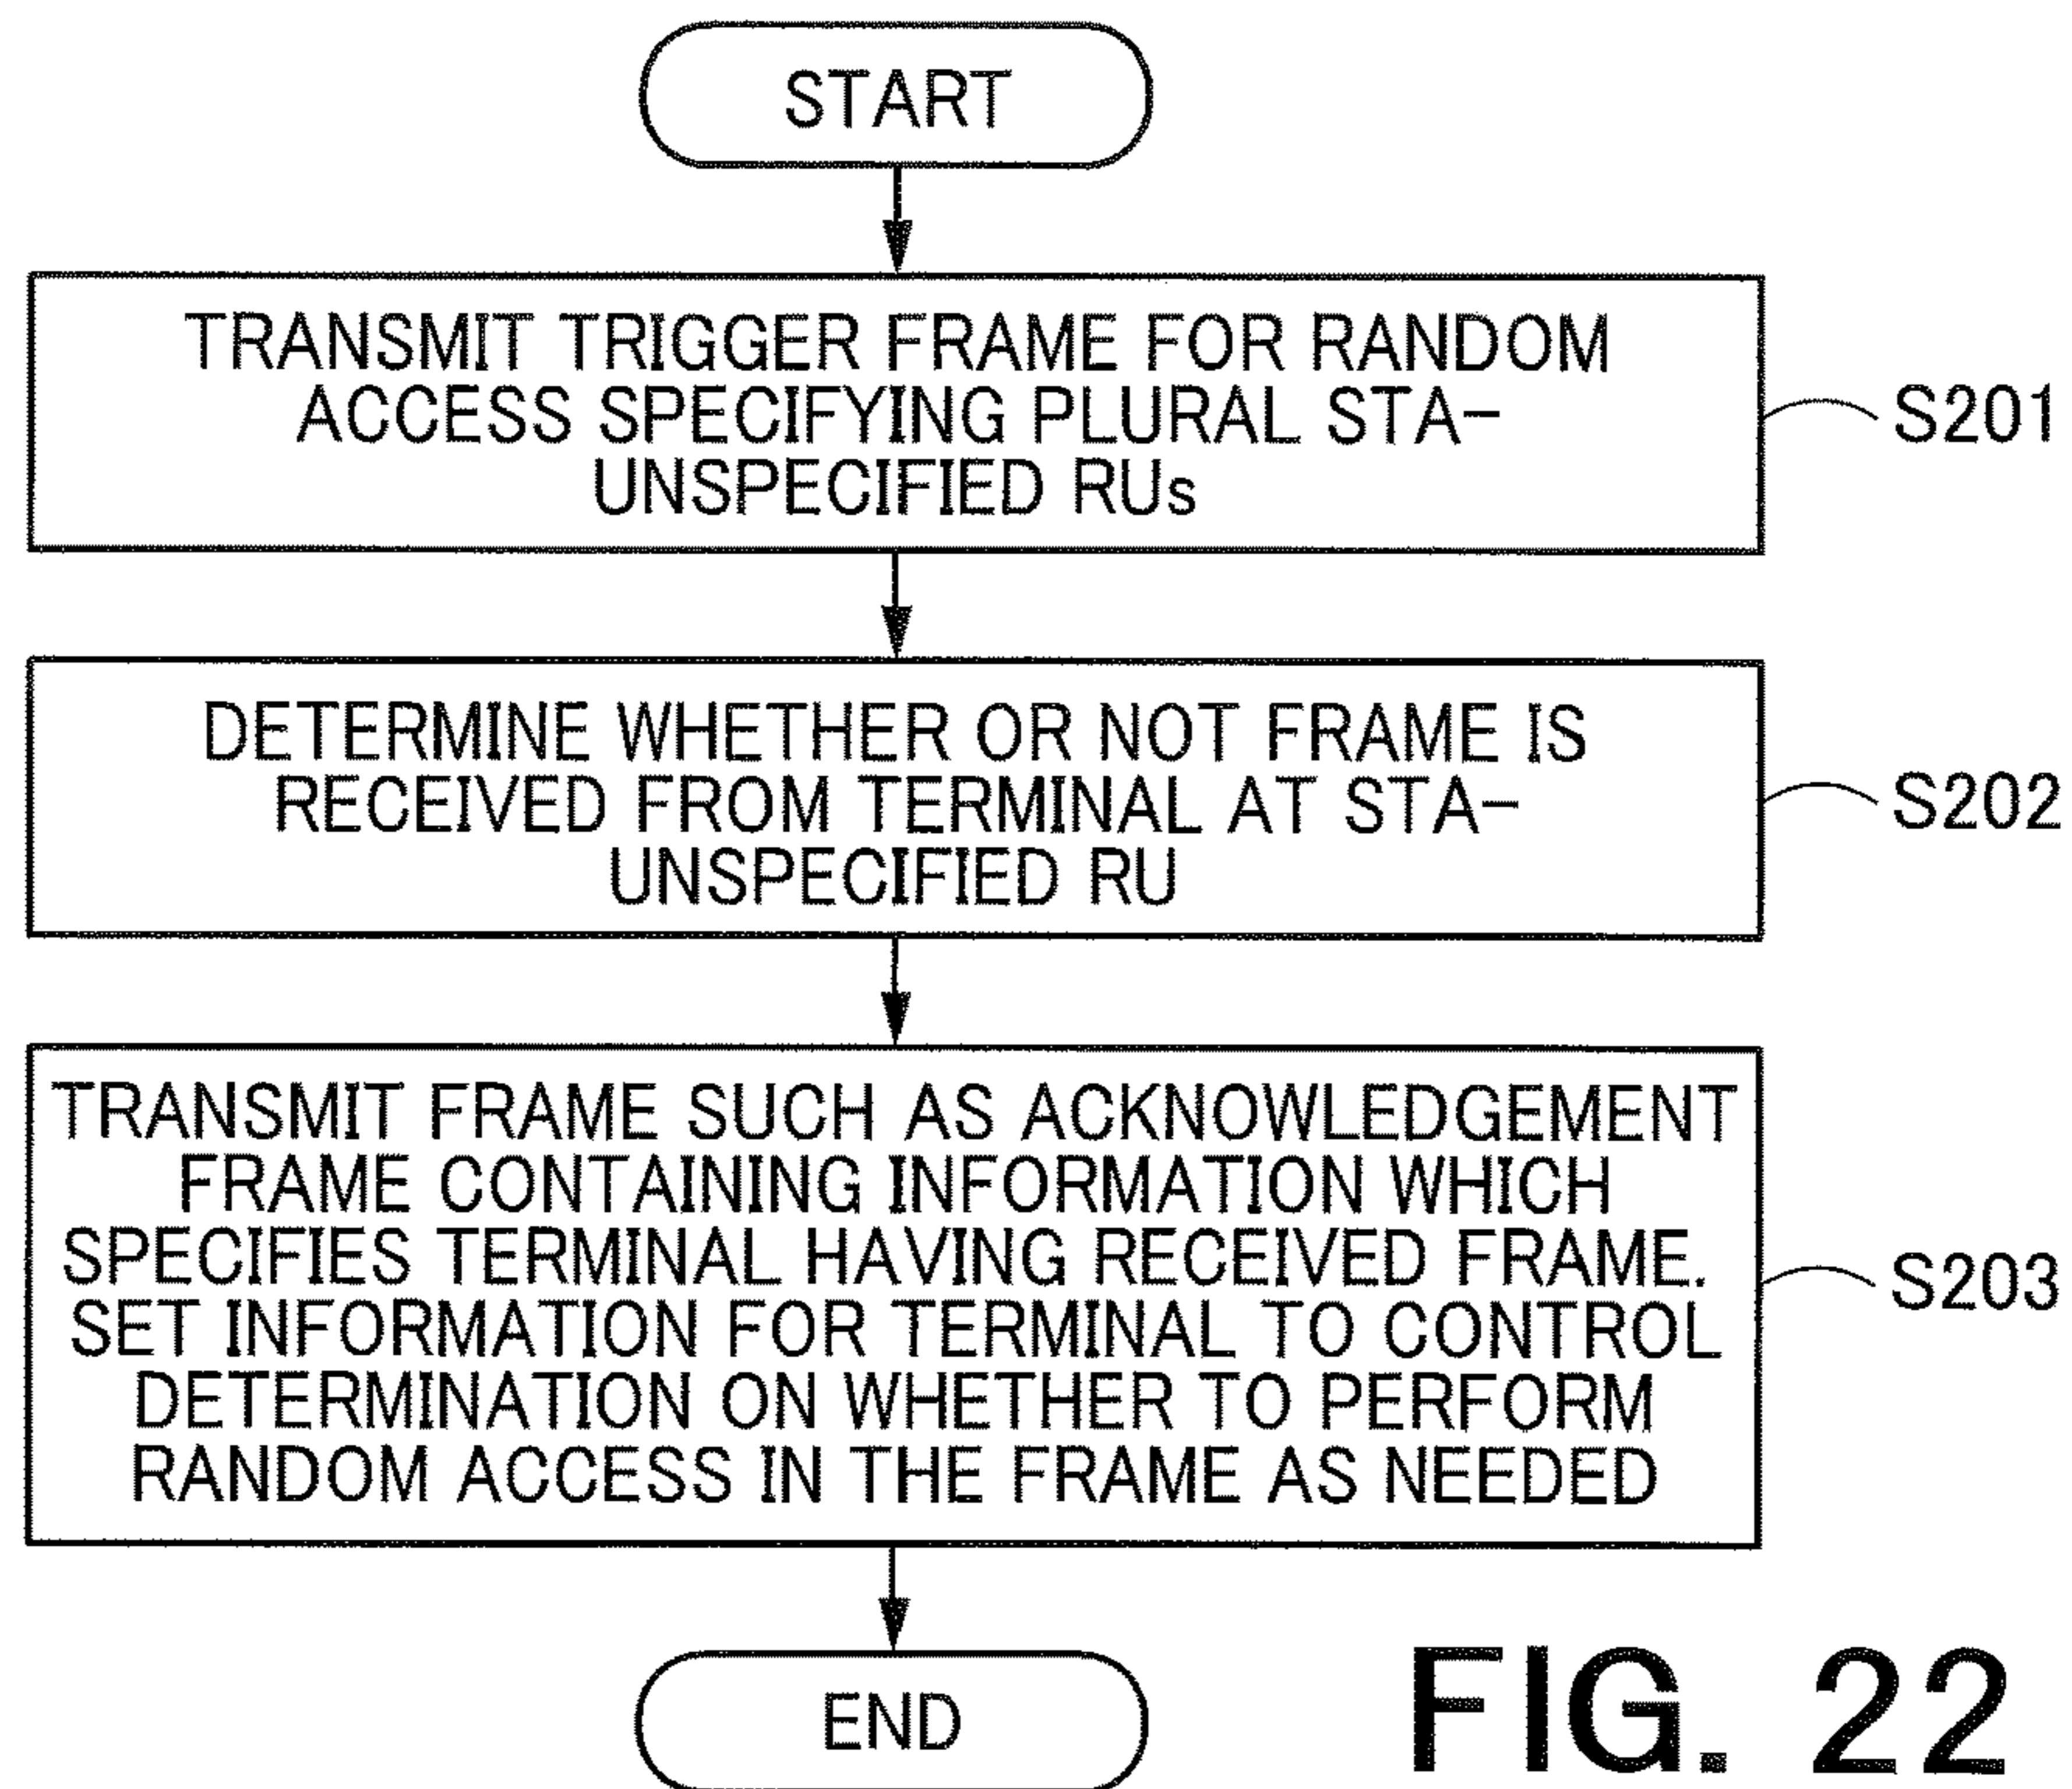 START
TRANSMIT TRIGGER FRAME FOR RANDOM
ACCESS SPECIFYING PLURAL STA-
UNSPECIFIED RUs
S201
DETERMINE WHETHER OR NOT FRAME IS
RECEIVED FROM TERMINAL AT STA-
UNSPECIFIED RU
S202
TRANSMIT FRAME SUCH AS ACKNOWLEDGEMENT
FRAME CONTAINING INFORMATION WHICH
SPECIFIES TERMINAL HAVING RECEIVED FRAME.
SET INFORMATION FOR TERMINAL TO CONTROL
DETERMINATION ON WHETHER TO PERFORM
RANDOM ACCESS IN THE FRAME AS NEEDED
S203
END
FIG. 22